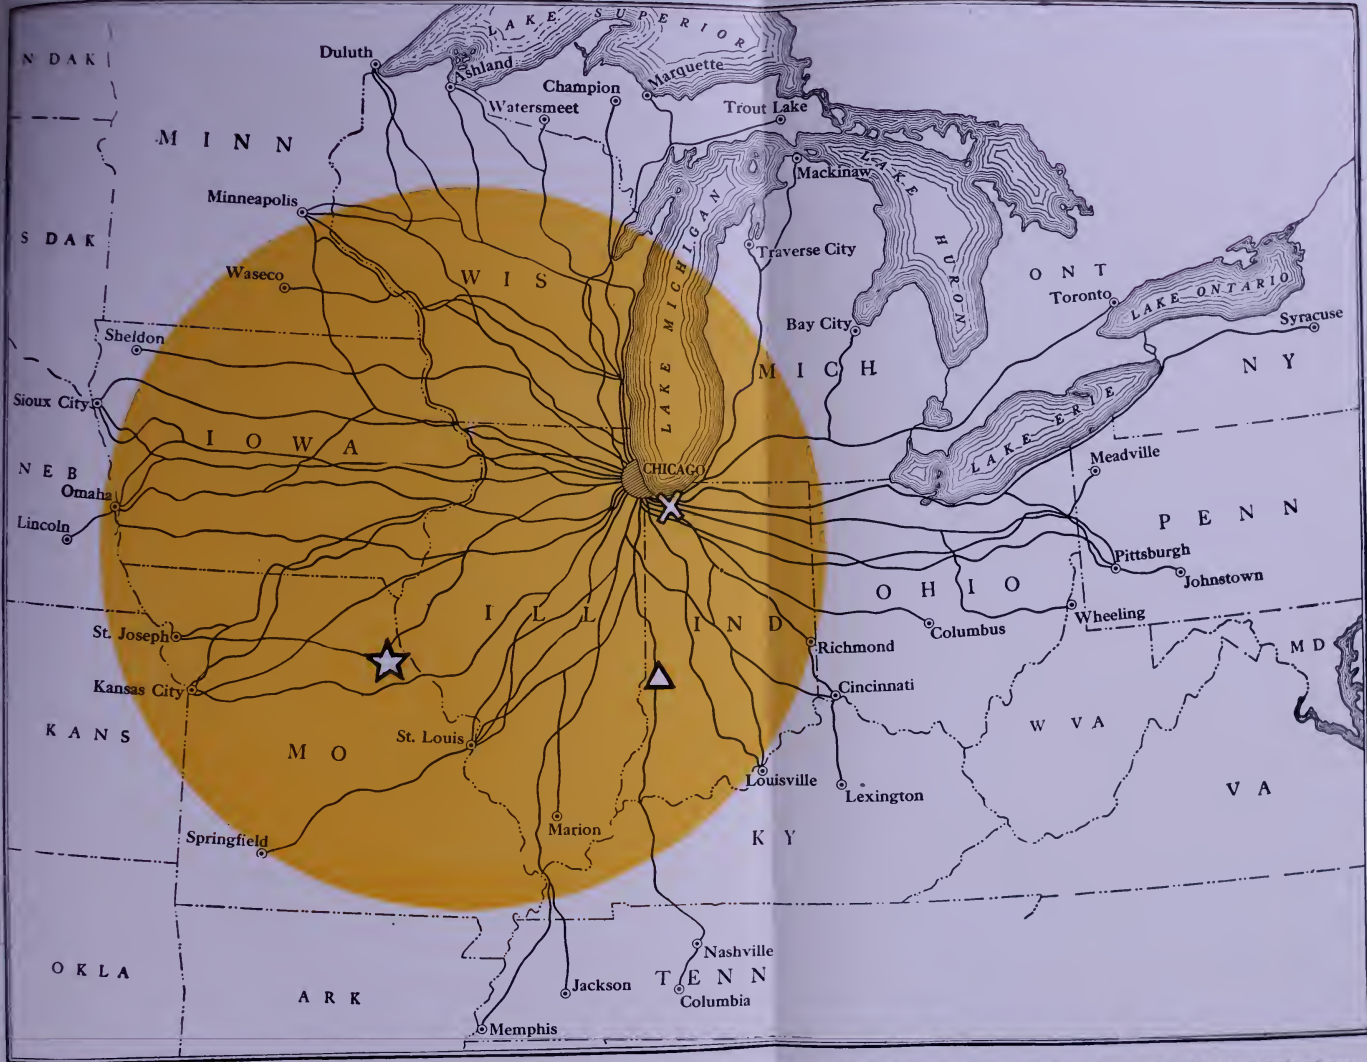 LAKE SUPERIOR
Duluth
N DAK
Ashland
Marquette
Champion
Watersmeet
Trout Lake
MINN
Mackinaw
LAKE HURON
Minneapolis
S DAK
Traverse City
ONT
Waseco
WIS
LAKE MICHIGAN
Toronto
LAKE ONTARIO
Syracuse
Bay City
Sheldon
MICH
NY
Sioux City
LAKE ERIE
IOWA
Meadville
NEB
CHICAGO
Omaha
Lincoln
PENN
Pittsburgh
Johnstown
OHIO
ILL
IND
Wheeling
Columbus
St. Joseph
Richmond
MD
Kansas City
Cincinnati
KANS
St. Louis
MO
W VA
Louisville
Lexington
VA
Marion
Springfield
KY
Nashville
OKLA
TENN
Jackson
ARK
Columbia
Memphis